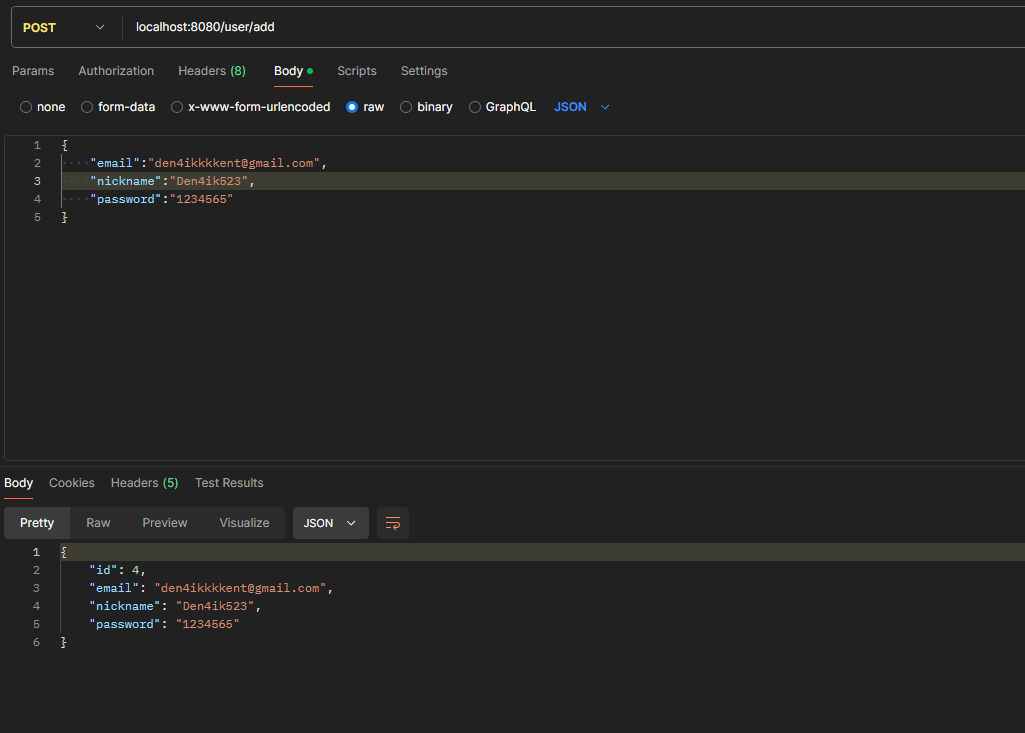 POST localhost:8080/user/add
Params Authorization Headers (8) Body Scripts Settings
none form-data x-www-form-urlencoded raw binary GraphQL JSON
1 {
2 ····"email":"den4ikkkkent@gmail.com",
3 ····"nickname":"Den4ik523",
4 ····"password":"1234565"
5 }
Body Cookies Headers (5) Test Results
Pretty Raw Preview Visualize JSON
1 {
2 "id": 4,
3 "email": "den4ikkkkent@gmail.com",
4 "nickname": "Den4ik523",
5 "password": "1234565"
6 }